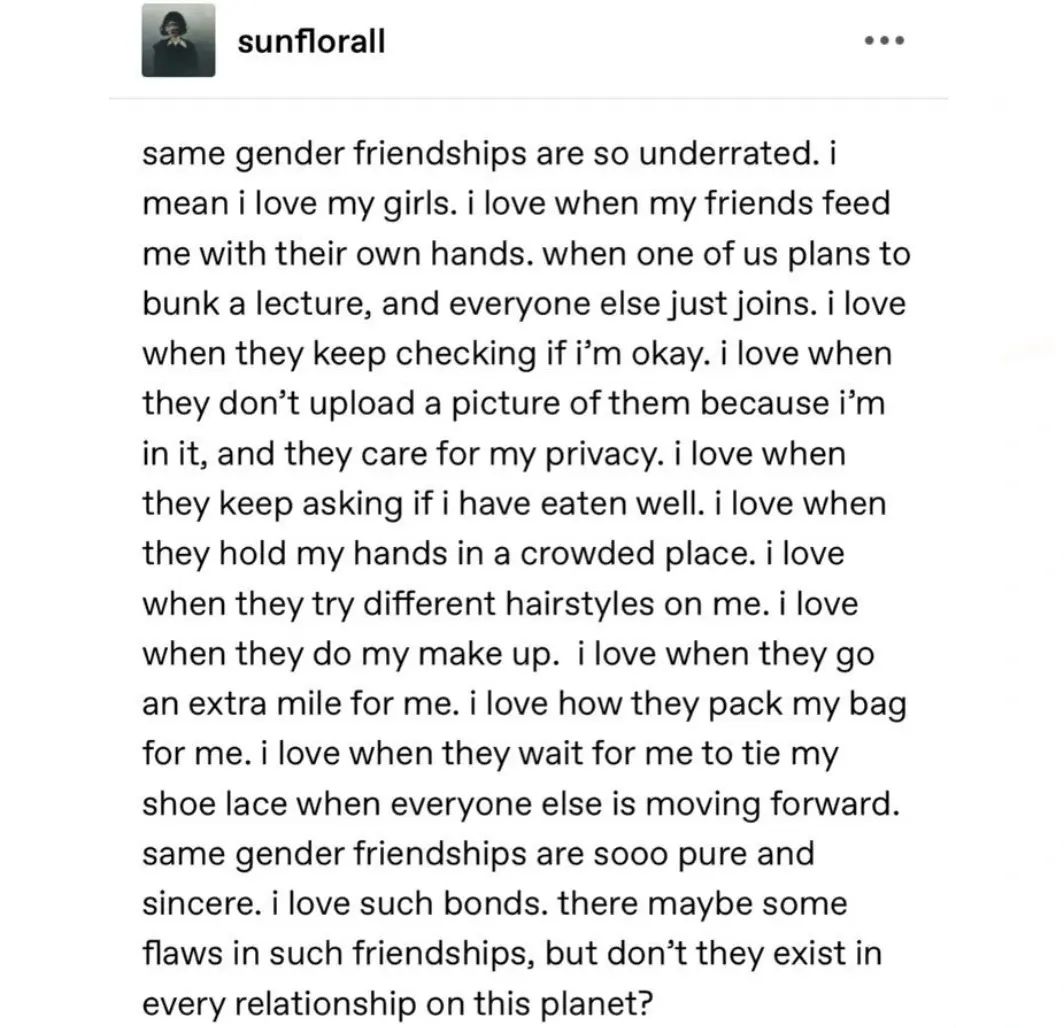 sunflorall
same gender friendships are so underrated. i
mean i love my girls. i love when my friends feed
me with their own hands. when one of us plans to
bunk a lecture, and everyone else just joins. i love
when they keep checking if i'm okay. i love when
they don't upload a picture of them because i'm
in it, and they care for my privacy. i love when
they keep asking if i have eaten well. i love when
they hold my hands in a crowded place. i love
when they try different hairstyles on me. i love
when they do my make up.  i love when they go
an extra mile for me. i love how they pack my bag
for me. i love when they wait for me to tie my
shoe lace when everyone else is moving forward.
same gender friendships are sooo pure and
sincere. i love such bonds. there maybe some
flaws in such friendships, but don't they exist in
every relationship on this planet?